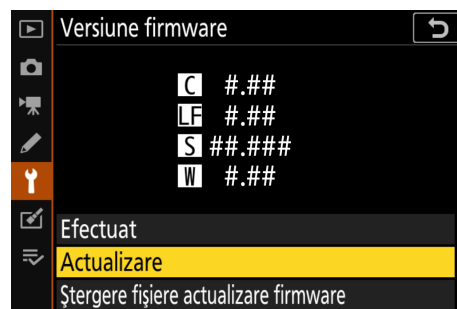 Versiune firmware
C #.##
LF #.##
S ##.###
W #.##
Efectuat
Actualizare
Ştergere fişiere actualizare firmware